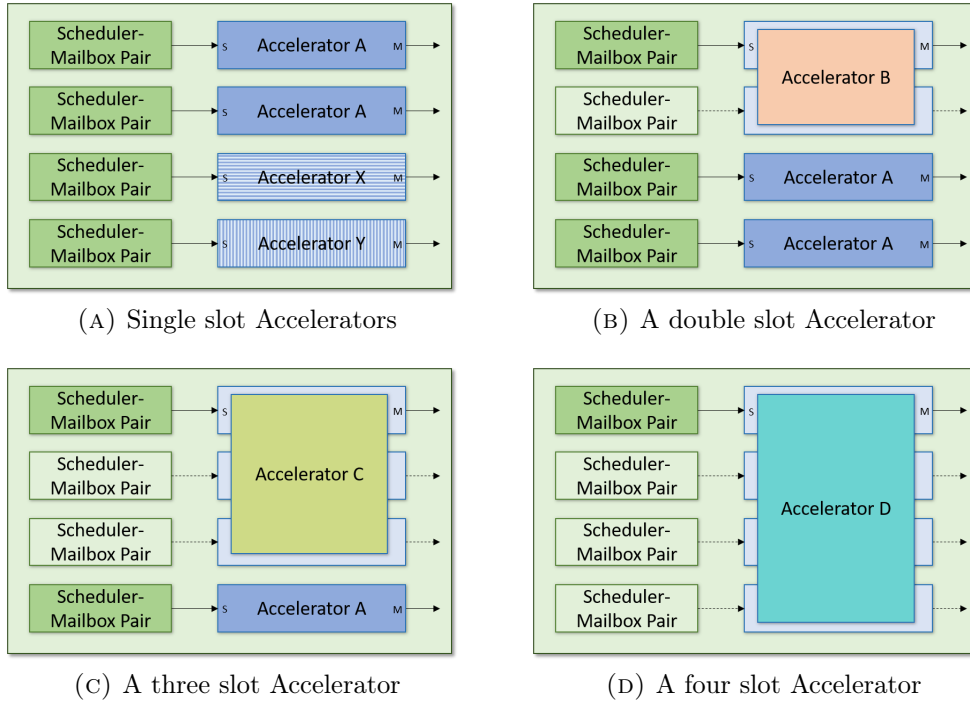 Scheduler-
Mailbox Pair
S
Accelerator A
M
Scheduler-
Mailbox Pair
S
Accelerator A
M
Scheduler-
Mailbox Pair
S
Accelerator X
M
Scheduler-
Mailbox Pair
S
Accelerator Y
M
(A) Single slot Accelerators
Scheduler-
Mailbox Pair
S
M
Accelerator B
Scheduler-
Mailbox Pair
Scheduler-
Mailbox Pair
S
Accelerator A
M
Scheduler-
Mailbox Pair
S
Accelerator A
M
(B) A double slot Accelerator
Scheduler-
Mailbox Pair
S
M
Scheduler-
Mailbox Pair
Accelerator C
Scheduler-
Mailbox Pair
Scheduler-
Mailbox Pair
S
Accelerator A
M
(C) A three slot Accelerator
Scheduler-
Mailbox Pair
S
M
Scheduler-
Mailbox Pair
Accelerator D
Scheduler-
Mailbox Pair
Scheduler-
Mailbox Pair
(D) A four slot Accelerator